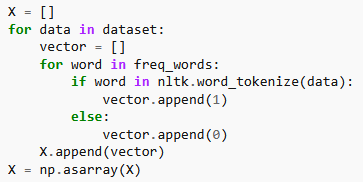 X = []
for data in dataset:
    vector = []
    for word in freq_words:
        if word in nltk.word_tokenize(data):
            vector.append(1)
        else:
            vector.append(0)
    X.append(vector)
X = np.asarray(X)